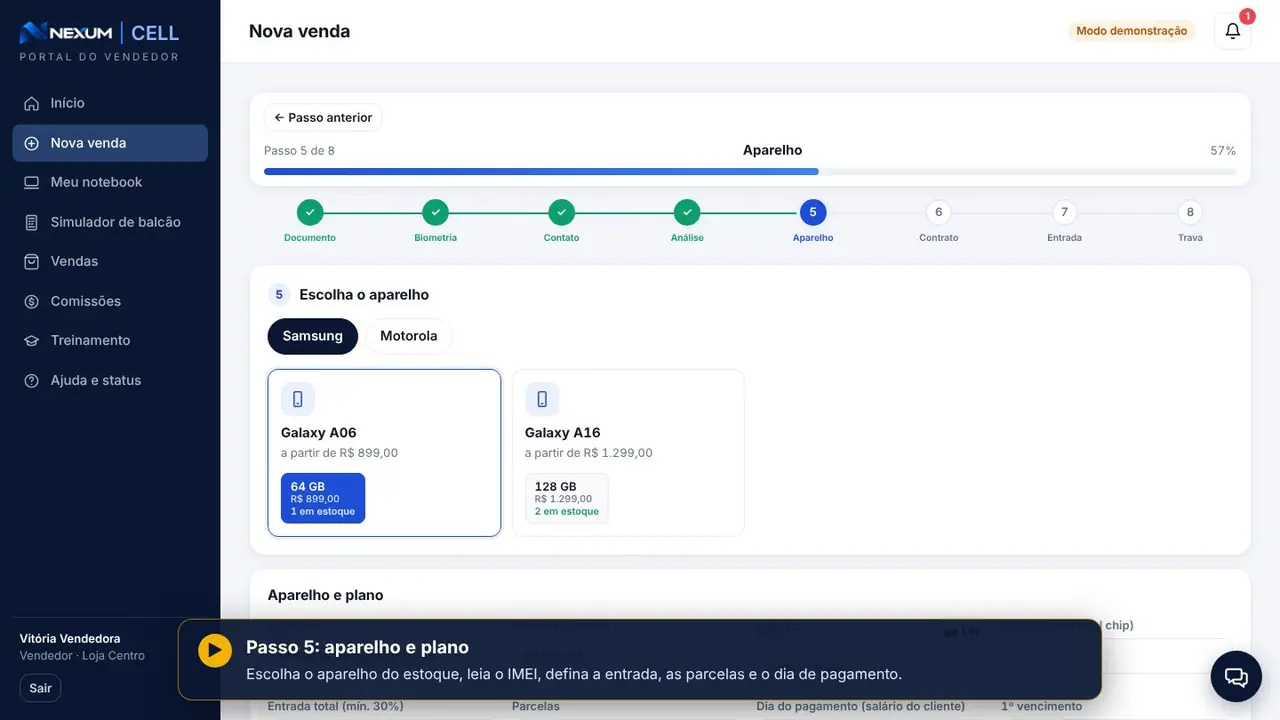 NEXUM | CELL
PORTAL DO VENDEDOR
Início
Nova venda
Meu notebook
Simulador de balcão
Vendas
Comissões
Treinamento
Ajuda e status
Vitória Vendedora
Vendedor · Loja Centro
Sair
Nova venda
Modo demonstração
1
← Passo anterior
Passo 5 de 8
Aparelho
57%
5
6
7
8
Documento
Biometria
Contato
Análise
Aparelho
Contrato
Entrada
Trava
5 Escolha o aparelho
Samsung
Motorola
Galaxy A06
a partir de R$ 899,00
64 GB
R$ 899,00
1 em estoque
Galaxy A16
a partir de R$ 1.299,00
128 GB
R$ 1.299,00
2 em estoque
Aparelho e plano
chip)
Passo 5: aparelho e plano
Escolha o aparelho do estoque, leia o IMEI, defina a entrada, as parcelas e o dia de pagamento.
Entrada total (mín. 30%)
Parcelas
Dia do pagamento (salário do cliente)
1º vencimento